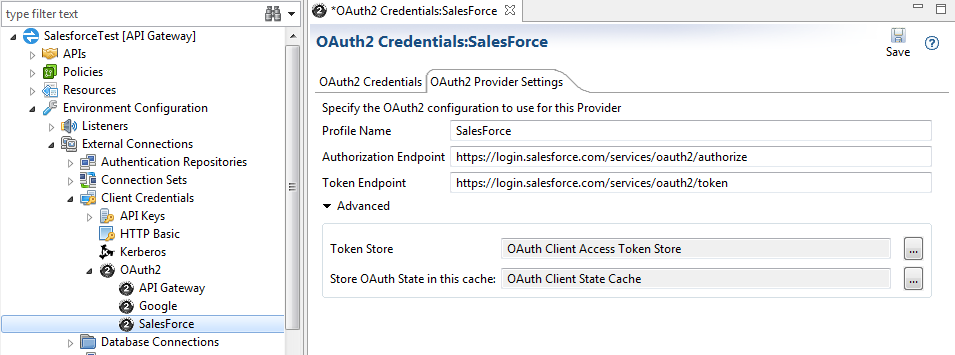 type filter text
SalesforceTest [API Gateway]
APIs
Policies
Resources
Environment Configuration
Listeners
External Connections
Authentication Repositories
Connection Sets
Client Credentials
API Keys
HTTP Basic
Kerberos
OAuth2
API Gateway
Google
SalesForce
Database Connections
*OAuth2 Credentials:SalesForce
OAuth2 Credentials:SalesForce
Save
OAuth2 Credentials OAuth2 Provider Settings
Specify the OAuth2 configuration to use for this Provider
Profile Name SalesForce
Authorization Endpoint https://login.salesforce.com/services/oauth2/authorize
Token Endpoint https://login.salesforce.com/services/oauth2/token
Advanced
Token Store OAuth Client Access Token Store ...
Store OAuth State in this cache: OAuth Client State Cache ...